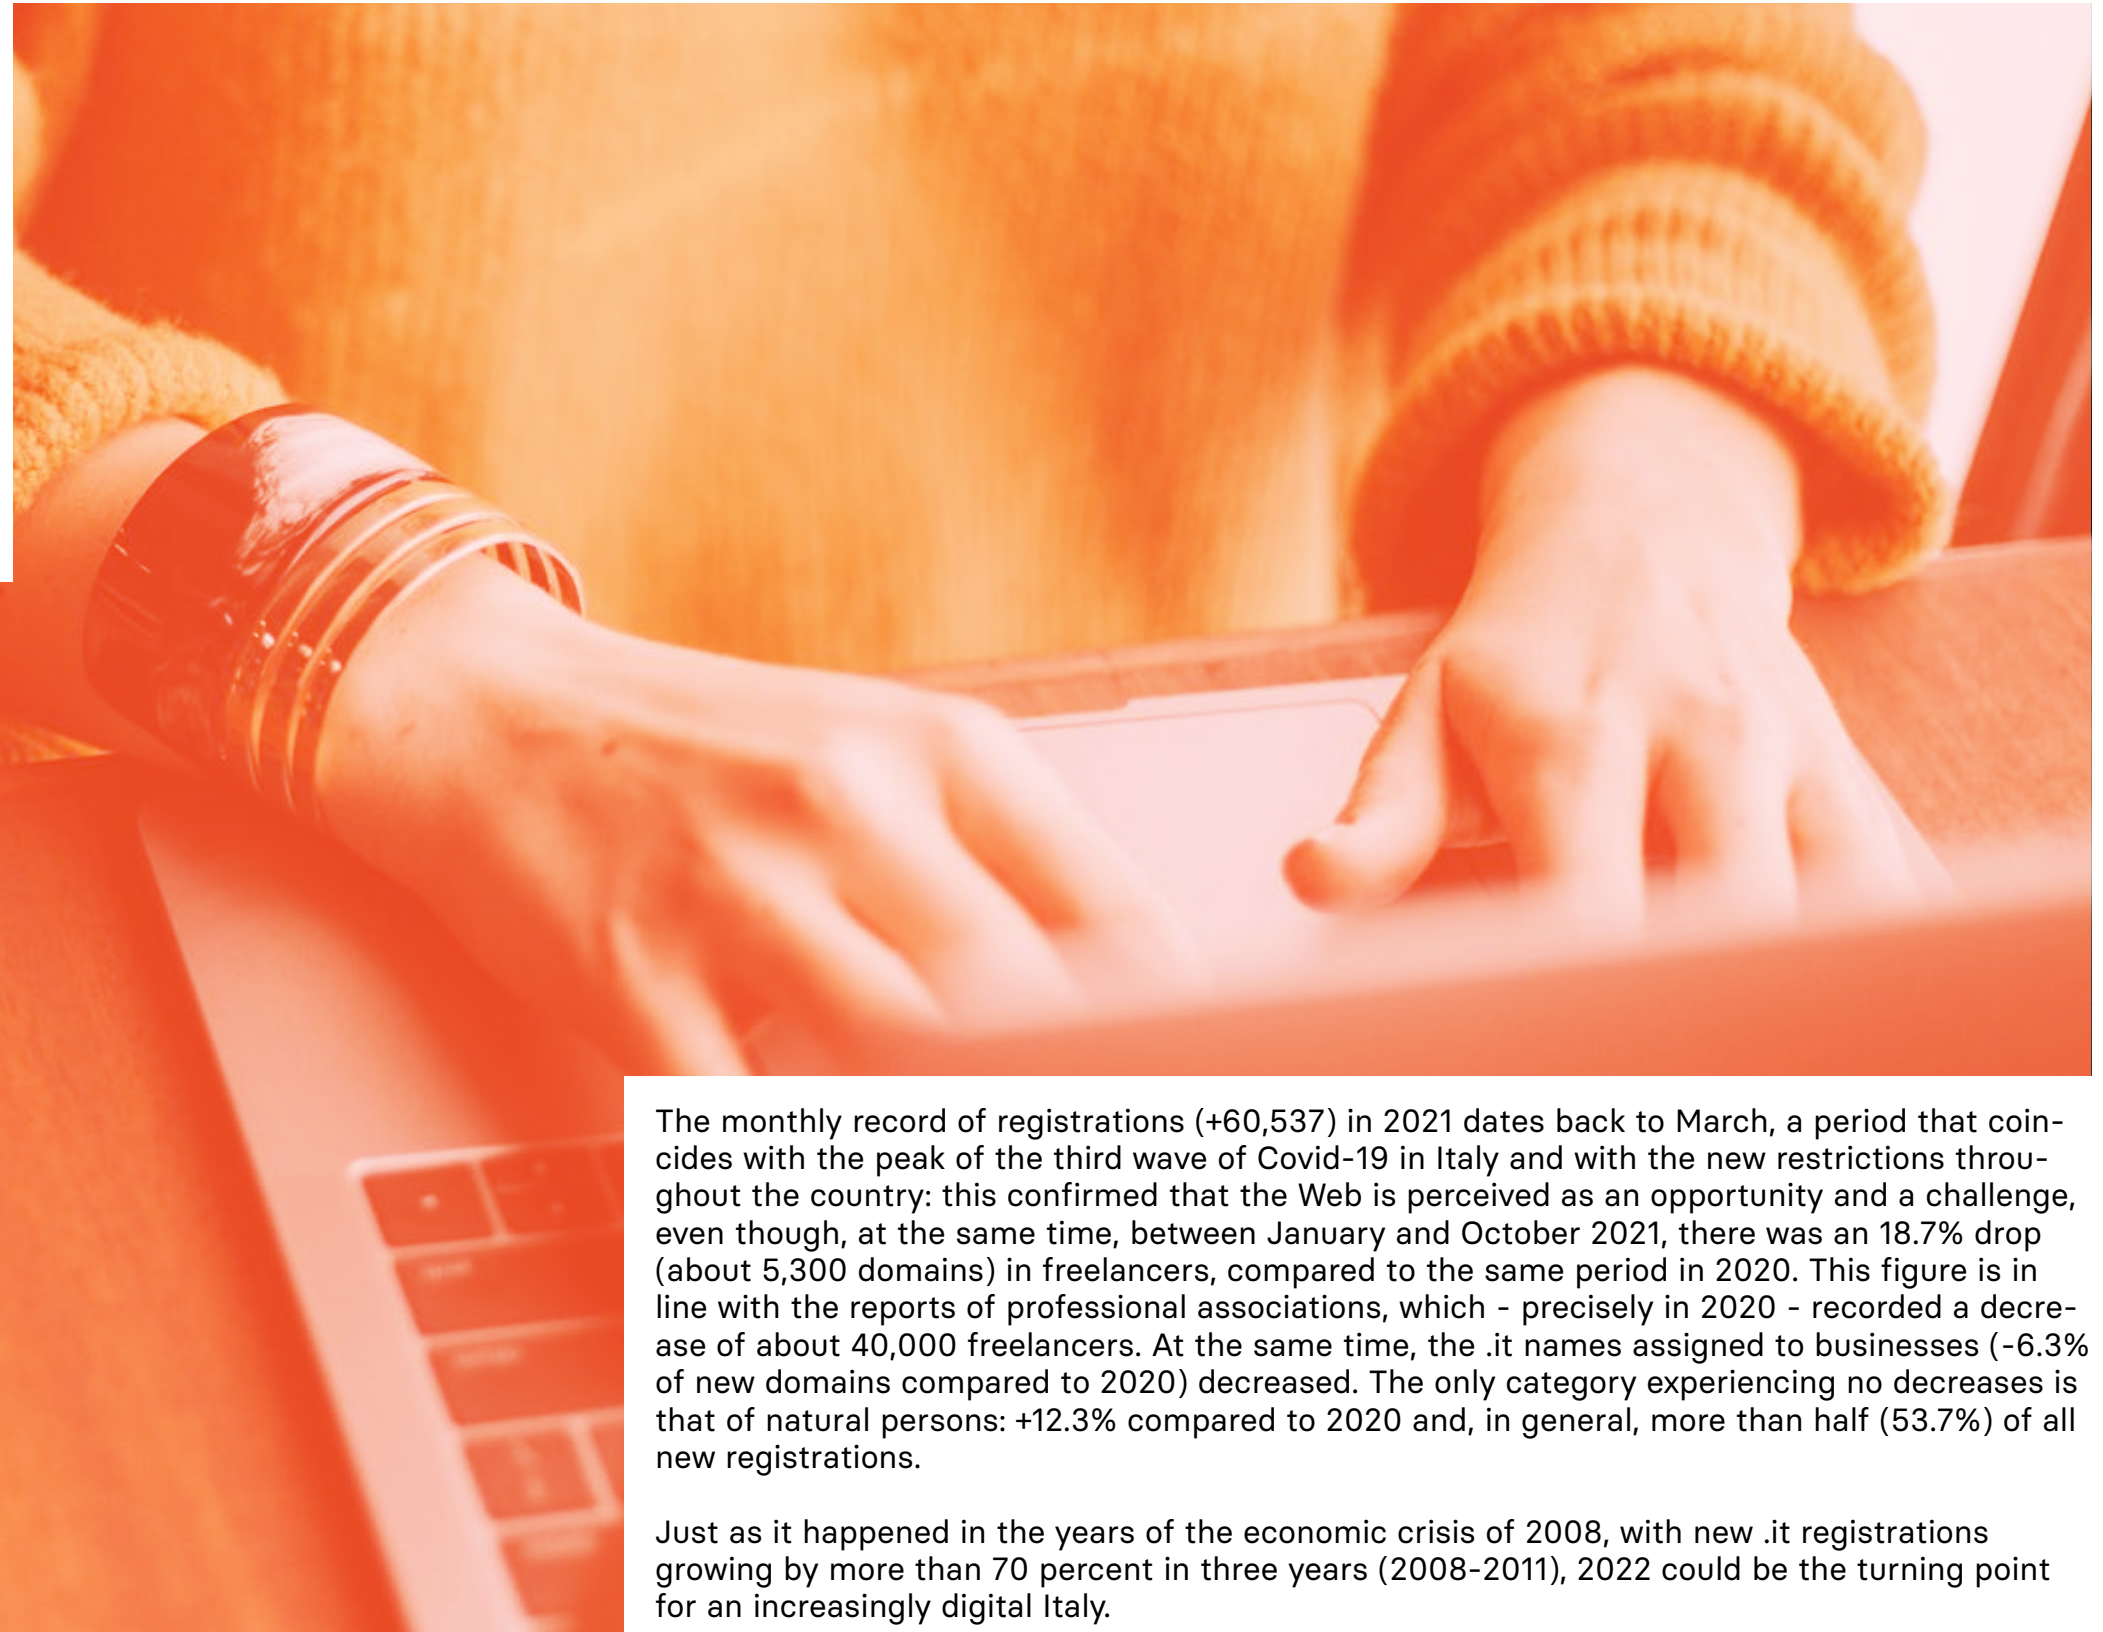 The monthly record of registrations (+60,537) in 2021 dates back to March, a period that coin-
cides with the peak of the third wave of Covid-19 in Italy and with the new restrictions throu-
ghout the country: this confirmed that the Web is perceived as an opportunity and a challenge,
even though, at the same time, between January and October 2021, there was an 18.7% drop
(about 5,300 domains) in freelancers, compared to the same period in 2020. This figure is in
line with the reports of professional associations, which - precisely in 2020 - recorded a decre-
ase of about 40,000 freelancers. At the same time, the .it names assigned to businesses (-6.3%
of new domains compared to 2020) decreased. The only category experiencing no decreases is
that of natural persons: +12.3% compared to 2020 and, in general, more than half (53.7%) of all
new registrations.
Just as it happened in the years of the economic crisis of 2008, with new .it registrations
growing by more than 70 percent in three years (2008-2011), 2022 could be the turning point
for an increasingly digital Italy.